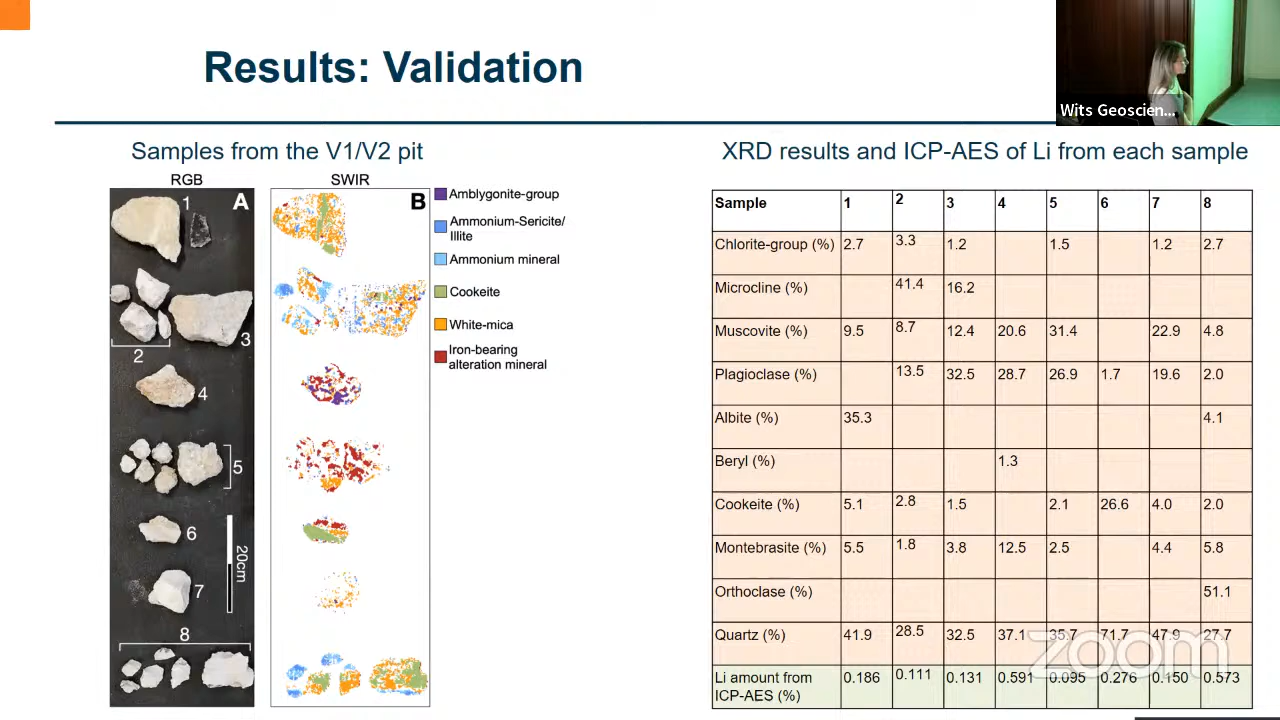 Results: Validation
Wits Geoscien...
Samples from the V1/V2 pit
RGB
SWIR
A
B
1
2
3
4
5
6
7
8
20cm
Amblygonite-group
Ammonium-Sericite/
Illite
Ammonium mineral
Cookeite
White-mica
Iron-bearing
alteration mineral
XRD results and ICP-AES of Li from each sample
Sample 1 2 3 4 5 6 7 8
Chlorite-group (%) 2.7 3.3 1.2 1.5 1.2 2.7
Microcline (%) 41.4 16.2
Muscovite (%) 9.5 8.7 12.4 20.6 31.4 22.9 4.8
Plagioclase (%) 13.5 32.5 28.7 26.9 1.7 19.6 2.0
Albite (%) 35.3 4.1
Beryl (%) 1.3
Cookeite (%) 5.1 2.8 1.5 2.1 26.6 4.0 2.0
Montebrasite (%) 5.5 1.8 3.8 12.5 2.5 4.4 5.8
Orthoclase (%) 51.1
Quartz (%) 41.9 28.5 32.5 37.1 35.7 71.7 47.9 27.7
Li amount from
ICP-AES (%) 0.186 0.111 0.131 0.591 0.095 0.276 0.150 0.573
zoom